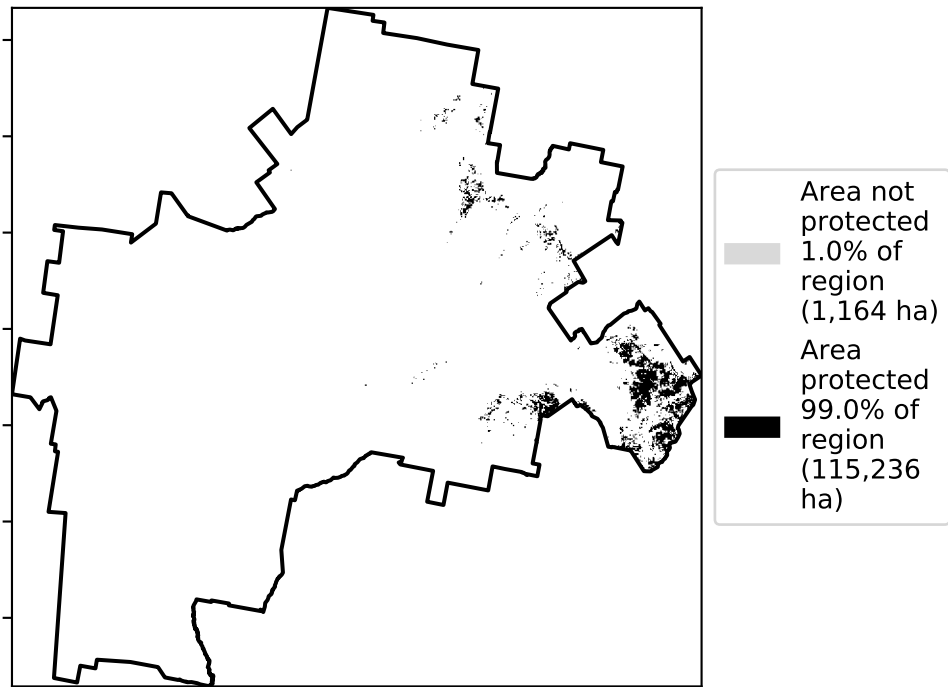 Area not
protected
1.0% of
region
(1,164 ha)
Area
protected
99.0% of
region
(115,236
ha)